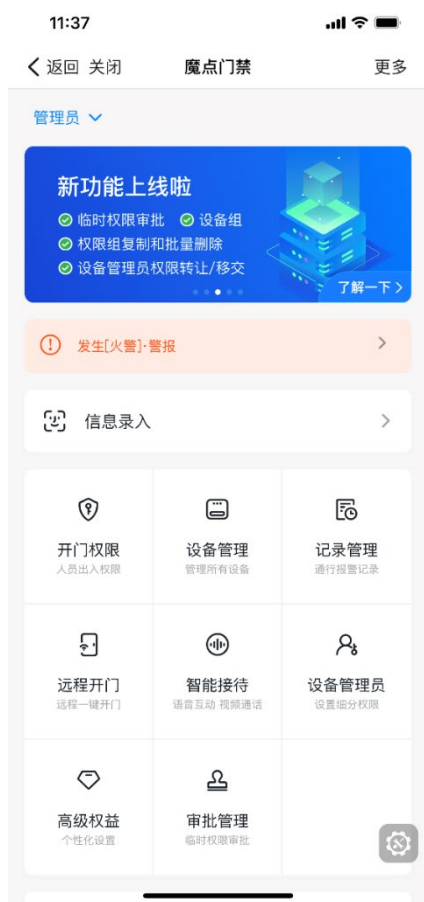 11:37
返回 关闭 魔点门禁 更多
管理员
新功能上线啦
临时权限审批 设备组
权限组复制和批量删除
设备管理员权限转让/移交
了解一下
发生[火警]·警报
信息录入
开门权限 设备管理 记录管理
人员出入权限 管理所有设备 通行报警记录
远程开门 智能接待 设备管理员
远程一键开门 语音互动 视频通话 设置细分权限
高级权益 审批管理
个性化设置 临时权限审批